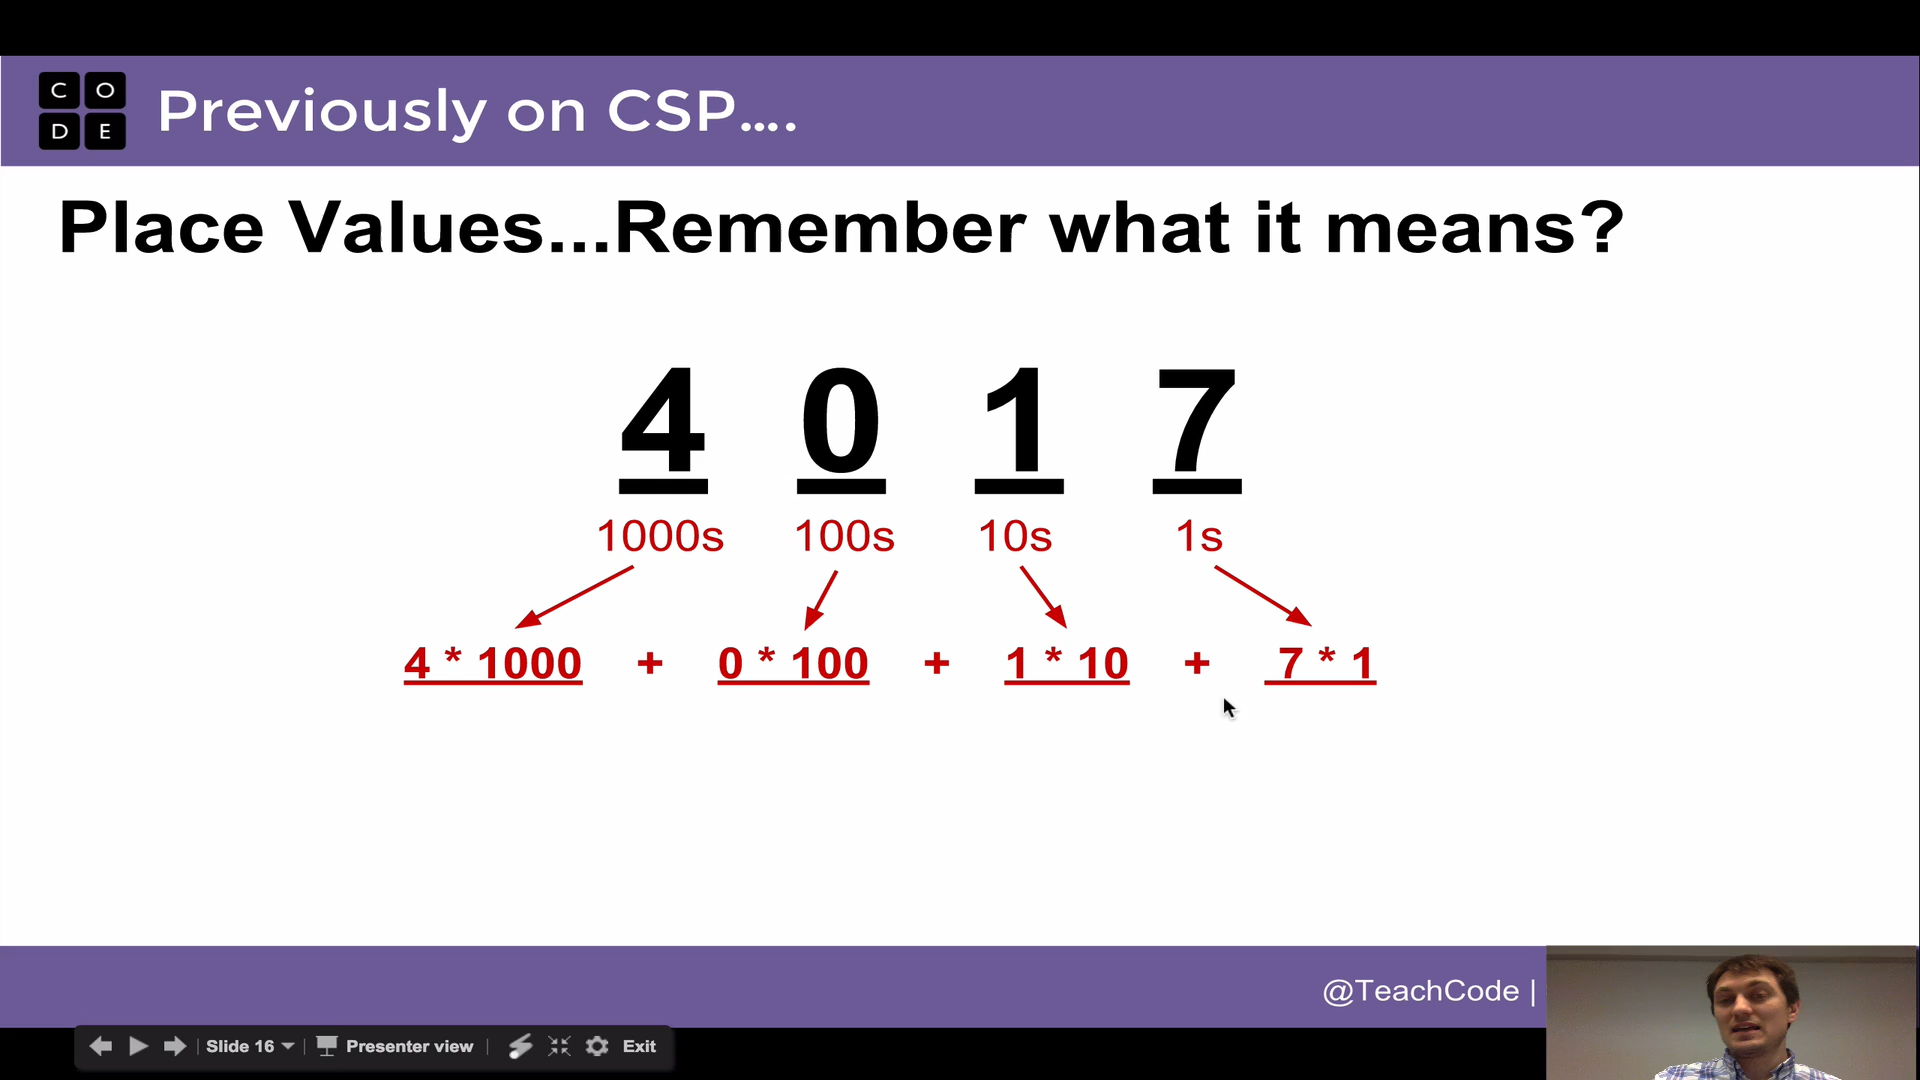 C O
D E
Previously on CSP....
Place Values...Remember what it means?
4 0 1 7
1000s 100s 10s 1s
4 * 1000 + 0 * 100 + 1 * 10 + 7 * 1
@TeachCode |
Slide 16 Presenter view Exit